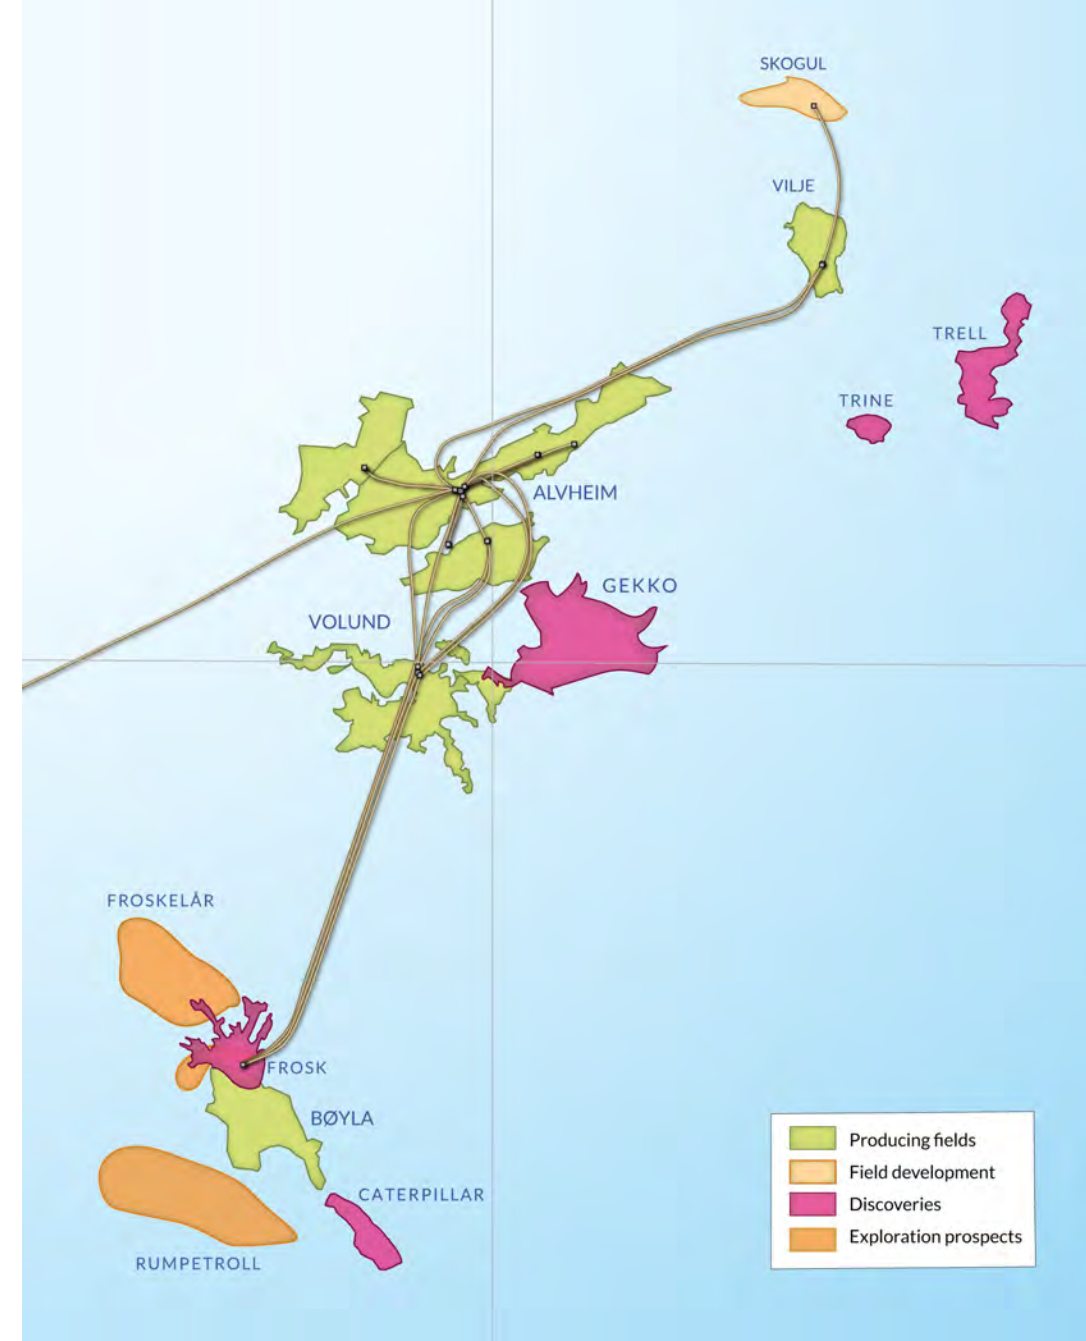 SKOGUL
VILJE
TRELL
TRINE
ALVHEIM
GEKKO
VOLUND
FROSKELÅR
FROSK
BØYLA
CATERPILLAR
RUMPETROLL
Producing fields
Field development
Discoveries
Exploration prospects